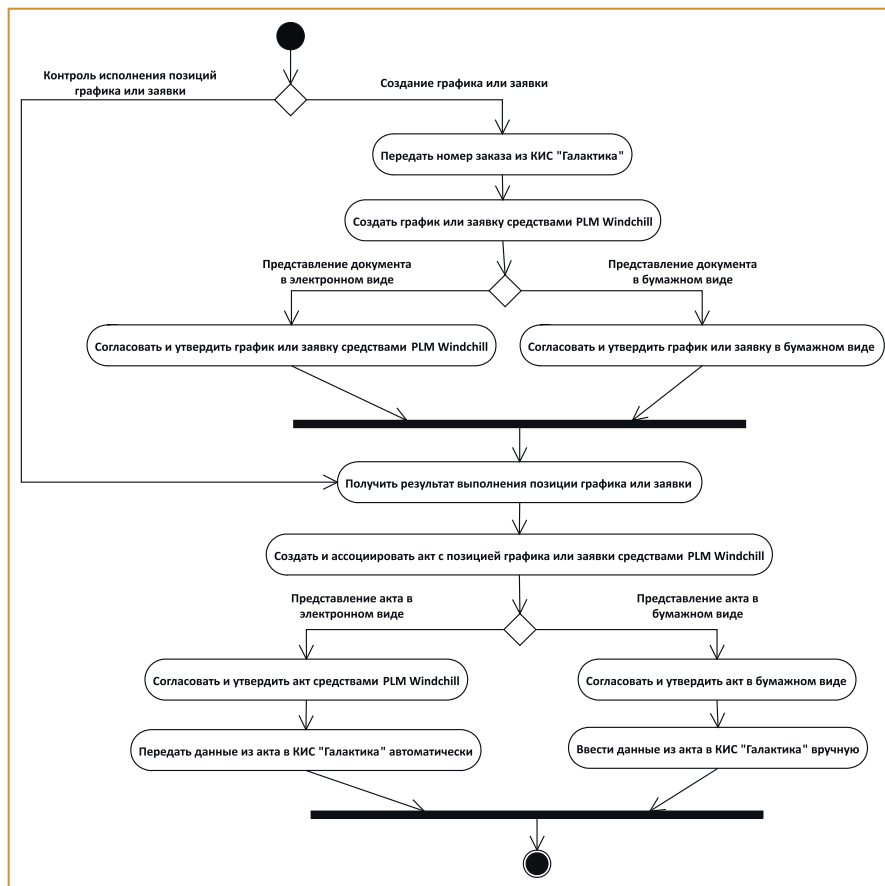 Контроль исполнения позиций
графика или заявки
Создание графика или заявки
Передать номер заказа из КИС "Галактика"
Создать график или заявку средствами PLM Windchill
Представление документа
в электронном виде
Представление документа
в бумажном виде
Согласовать и утвердить график или заявку средствами PLM Windchill
Согласовать и утвердить график или заявку в бумажном виде
Получить результат выполнения позиции графика или заявки
Создать и ассоциировать акт с позицией графика или заявки средствами PLM Windchill
Представление акта в
электронном виде
Представление акта в
бумажном виде
Согласовать и утвердить акт средствами PLM Windchill
Согласовать и утвердить акт в бумажном виде
Передать данные из акта в КИС "Галактика" автоматически
Ввести данные из акта в КИС "Галактика" вручную